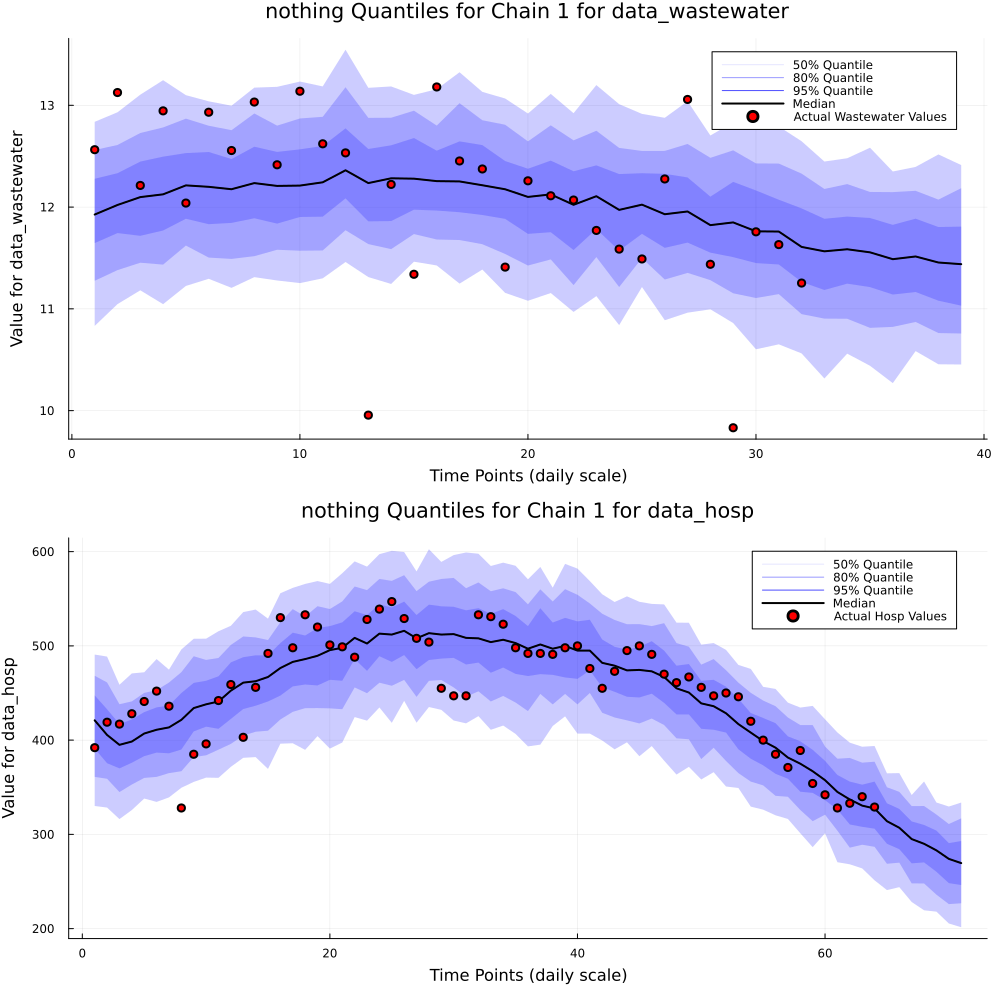 nothing Quantiles for Chain 1 for data_wastewater
Value for data_wastewater
13
12
11
10
50% Quantile
80% Quantile
95% Quantile
Median
Actual Wastewater Values
0
10
20
30
40
Time Points (daily scale)
nothing Quantiles for Chain 1 for data_hosp
Value for data_hosp
600
500
400
300
200
50% Quantile
80% Quantile
95% Quantile
Median
Actual Hosp Values
0
20
40
60
Time Points (daily scale)